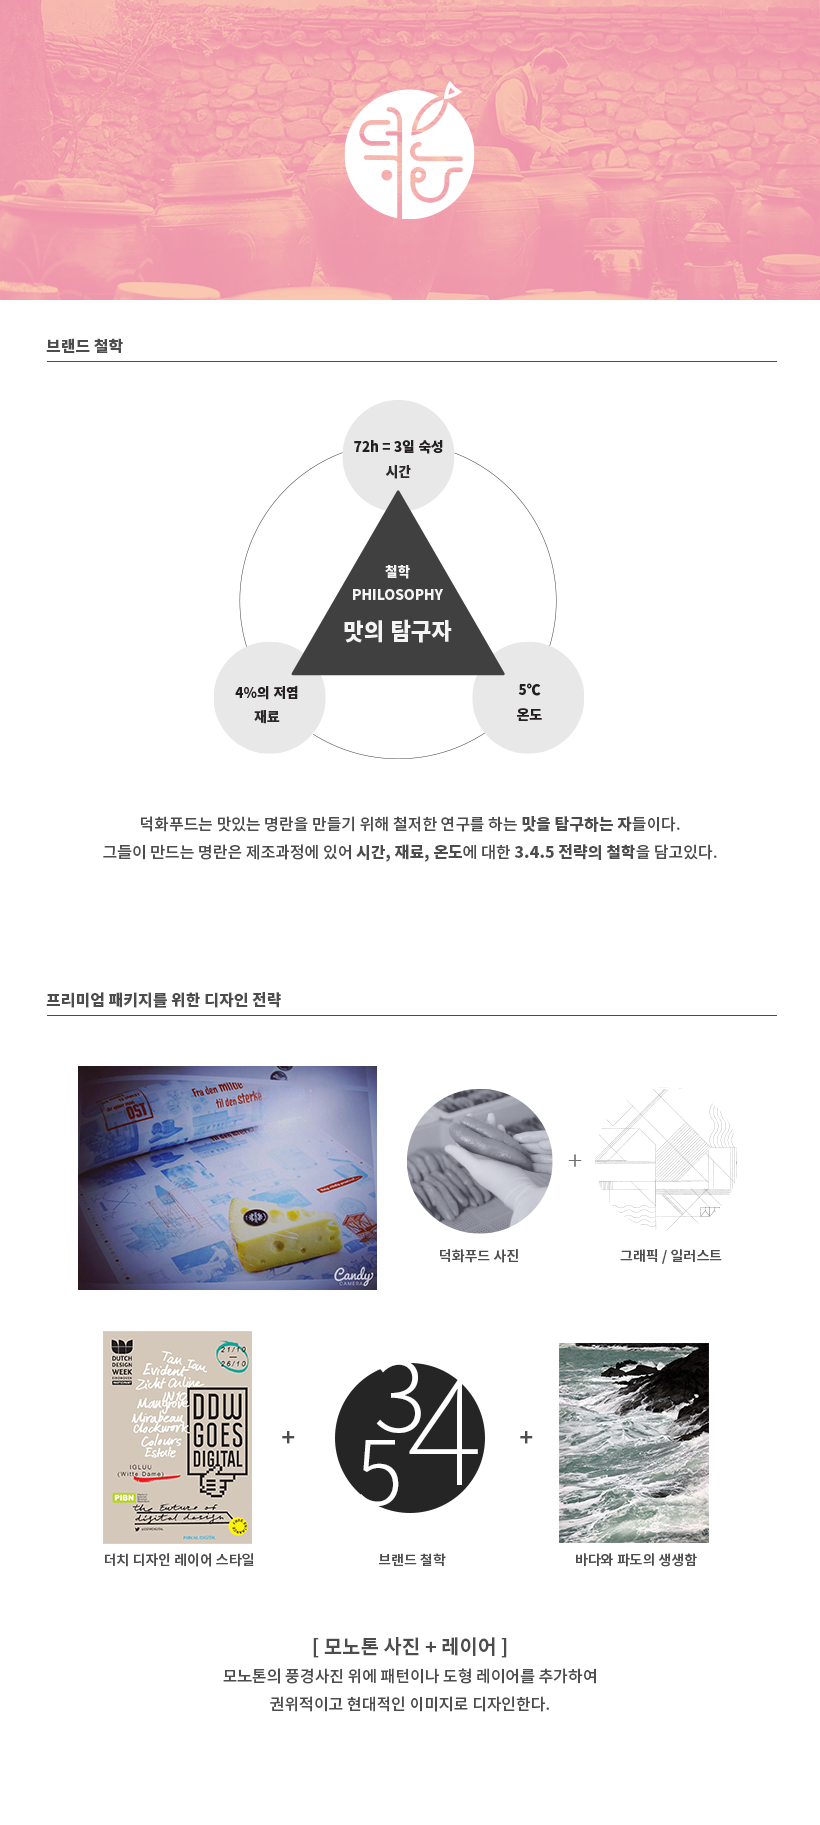 브랜드 철학
72h = 3일 숙성
시간
철학
PHILOSOPHY
맛의 탐구자
4%의 저염
재료
5℃
온도
덕화푸드는 맛있는 명란을 만들기 위해 철저한 연구를 하는 맛을 탐구하는 자들이다.
그들이 만드는 명란은 제조과정에 있어 시간, 재료, 온도에 대한 3.4.5 전략의 철학을 담고있다.
프리미엄 패키지를 위한 디자인 전략
Fra den milde
til den sterke
OST
Candy
CAMERA
+
덕화푸드 사진
그래픽 / 일러스트
DUTCH
DESIGN
WEEK
21/10
—
26/10
Tan Ian
Evident
Zicht Online
Mangrove
Mirabeau
Clockwork
Colours
Estate
IGLUU
(Witte Dame)
DDW
GOES
DIGITAL
PIBN
the Future of
digital design
+
3
4
5
+
더치 디자인 레이어 스타일
브랜드 철학
바다와 파도의 생생함
[ 모노톤 사진 + 레이어 ]
모노톤의 풍경사진 위에 패턴이나 도형 레이어를 추가하여
권위적이고 현대적인 이미지로 디자인한다.